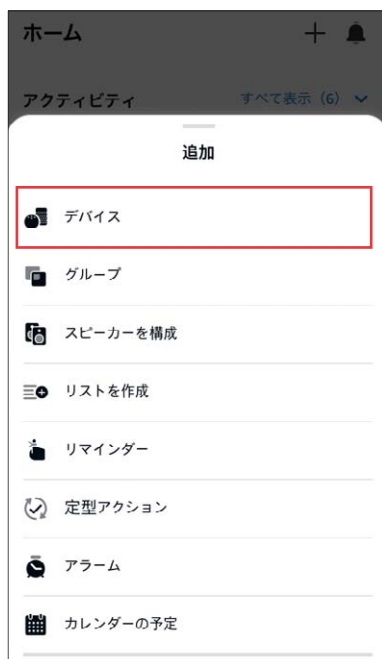 ホーム
アクティビティ すべて表示（6）
追加
デバイス
グループ
スピーカーを構成
リストを作成
リマインダー
定型アクション
アラーム
カレンダーの予定